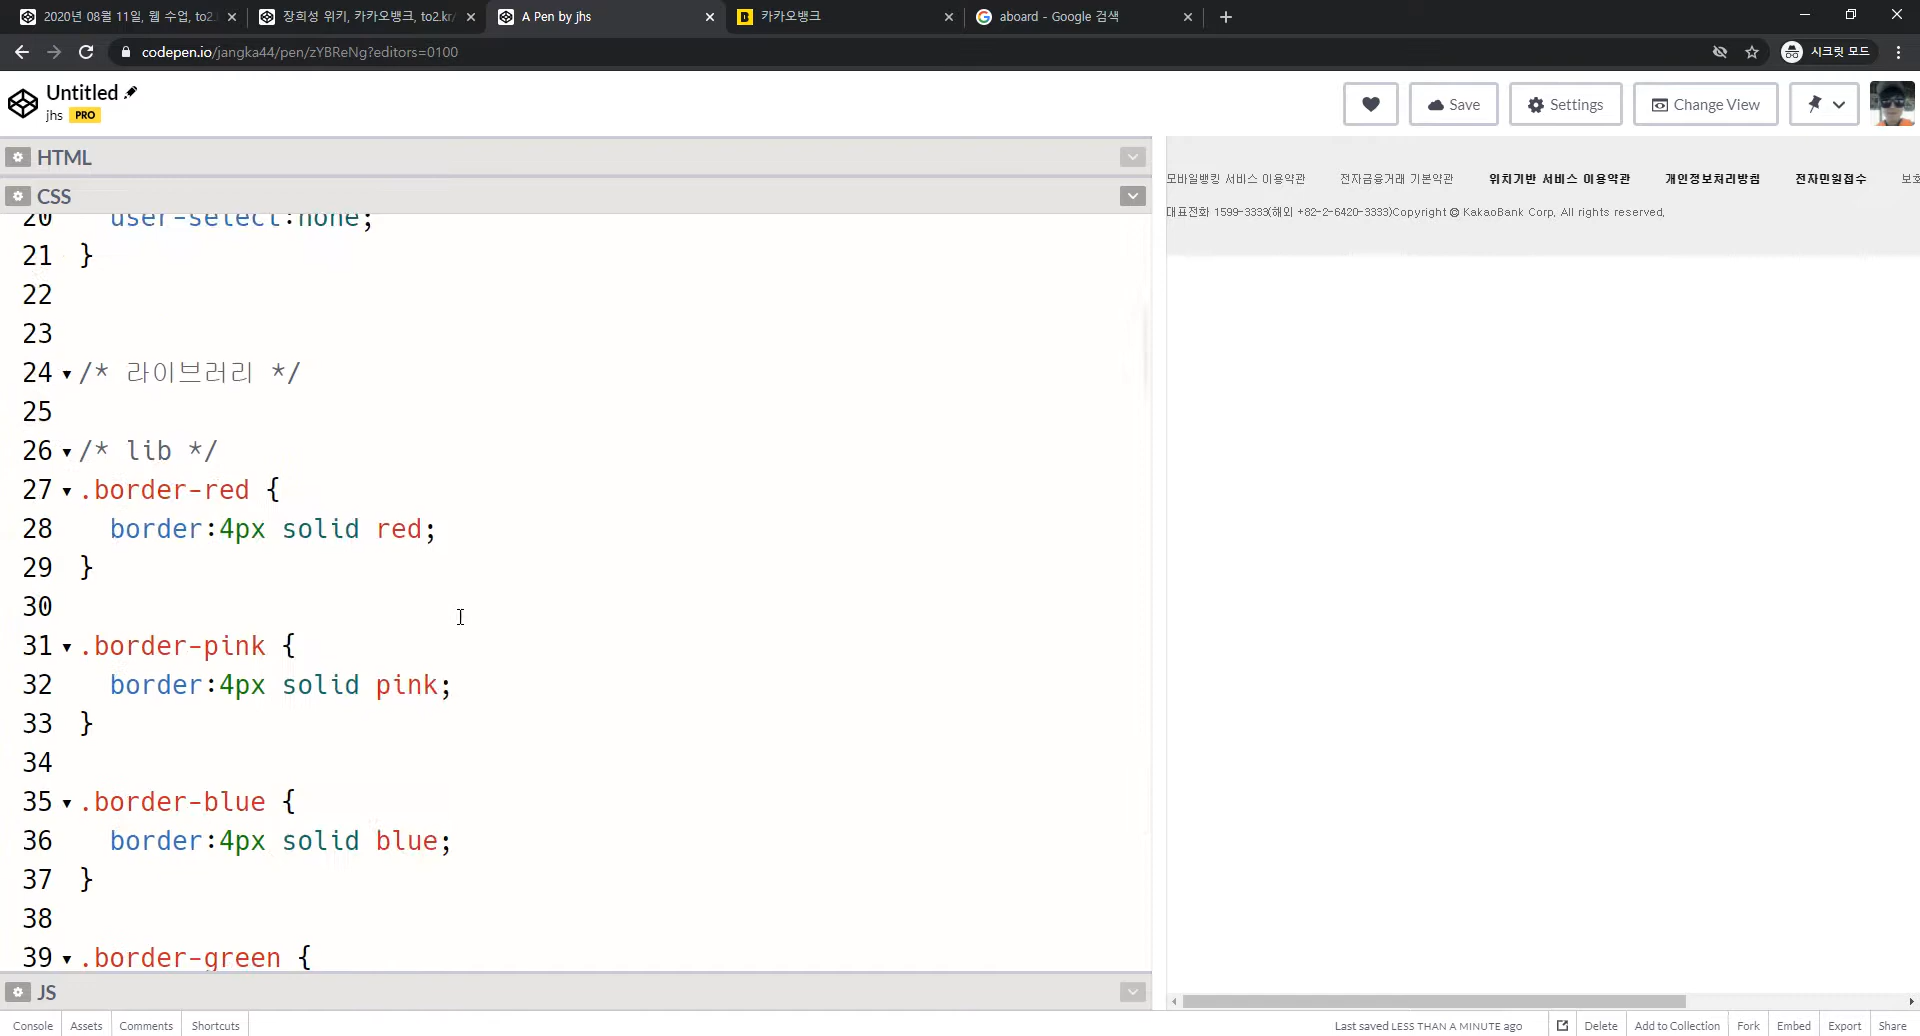 2020년 08월 11일, 웹 수업, to2.
장희성 위키, 카카오뱅크, to2.kr/
A Pen by jhs
카카오뱅크
aboard - Google 검색
codepen.io/jangka44/pen/zYBReNg?editors=0100
시크릿 모드
Untitled
jhs PRO
Save
Settings
Change View
HTML
CSS
20 user-select:none;
21 }
22
23
24 /* 라이브러리 */
25
26 /* lib */
27 .border-red {
28 border:4px solid red;
29 }
30
31 .border-pink {
32 border:4px solid pink;
33 }
34
35 .border-blue {
36 border:4px solid blue;
37 }
38
39 .border-green {
모바일뱅킹 서비스 이용약관 전자금융거래 기본약관 위치기반 서비스 이용약관 개인정보처리방침 전자민원접수 보호
대표전화 1599-3333(해외 +82-2-6420-3333)Copyright © KakaoBank Corp. All rights reserved.
JS
Console Assets Comments Shortcuts
Last saved LESS THAN A MINUTE ago
Delete Add to Collection Fork Embed Export Share